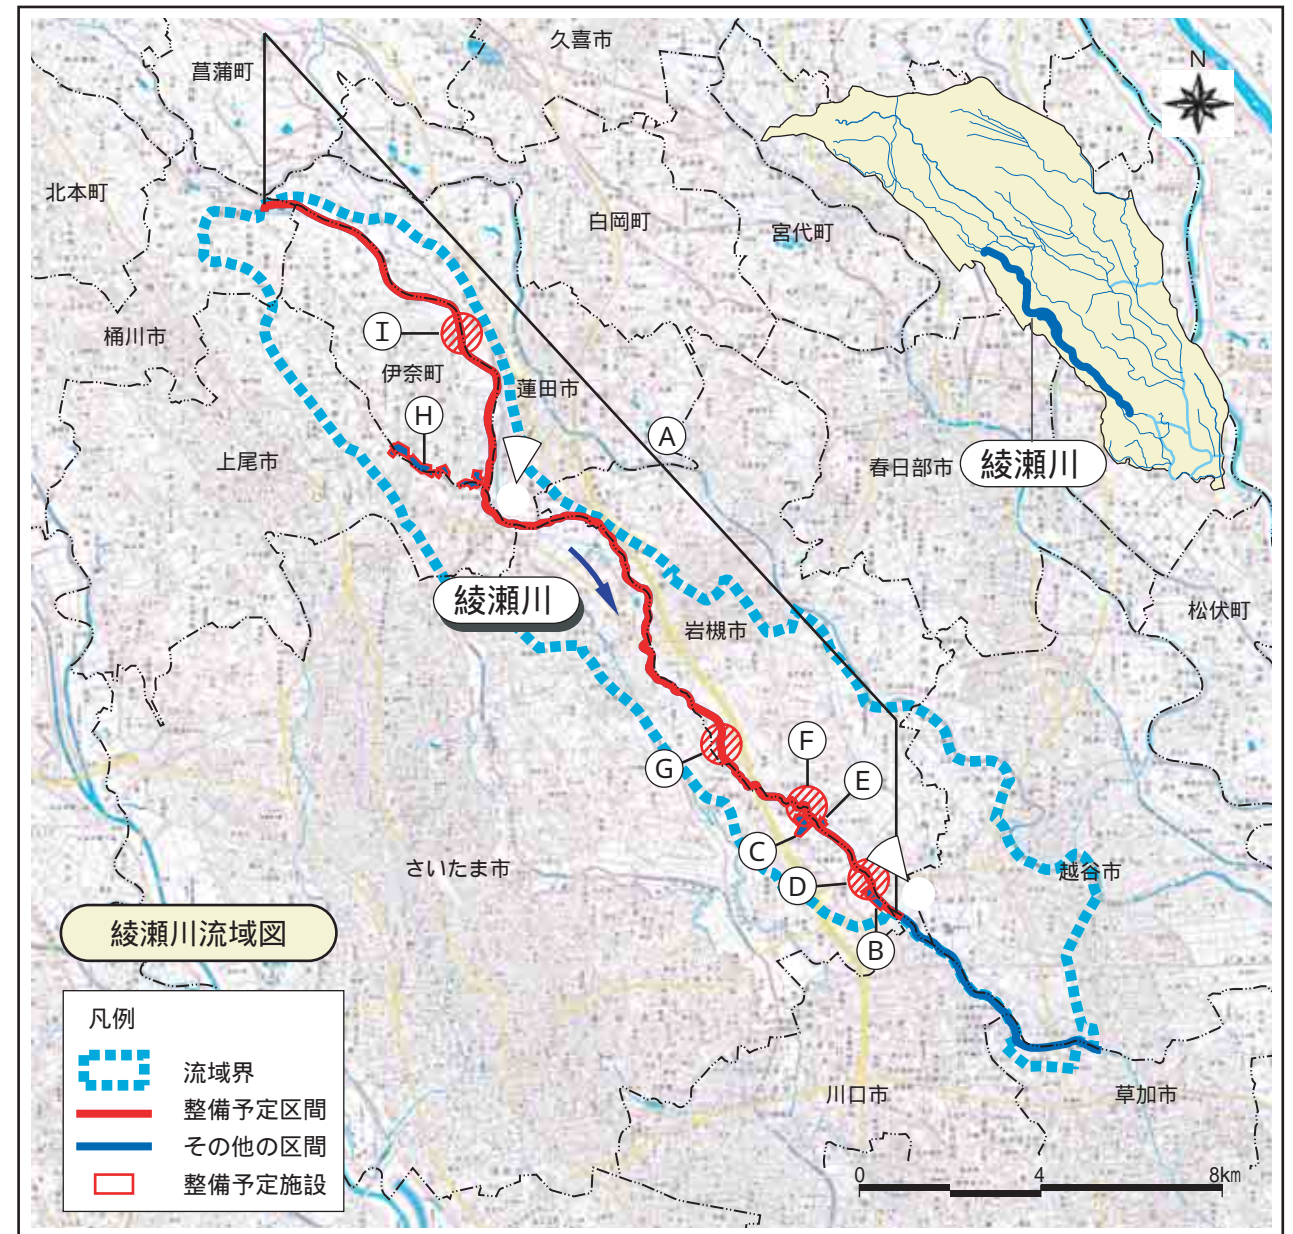 久喜市
菖蒲町
N
北本町
白岡町
宮代町
桶川市
I
伊奈町
蓮田市
H
A
上尾市
春日部市
綾瀬川
綾瀬川
松伏町
岩槻市
F
G
E
C
さいたま市
越谷市
D
綾瀬川流域図
B
凡例
流域界
整備予定区間
その他の区間
整備予定施設
川口市
草加市
0 4 8km